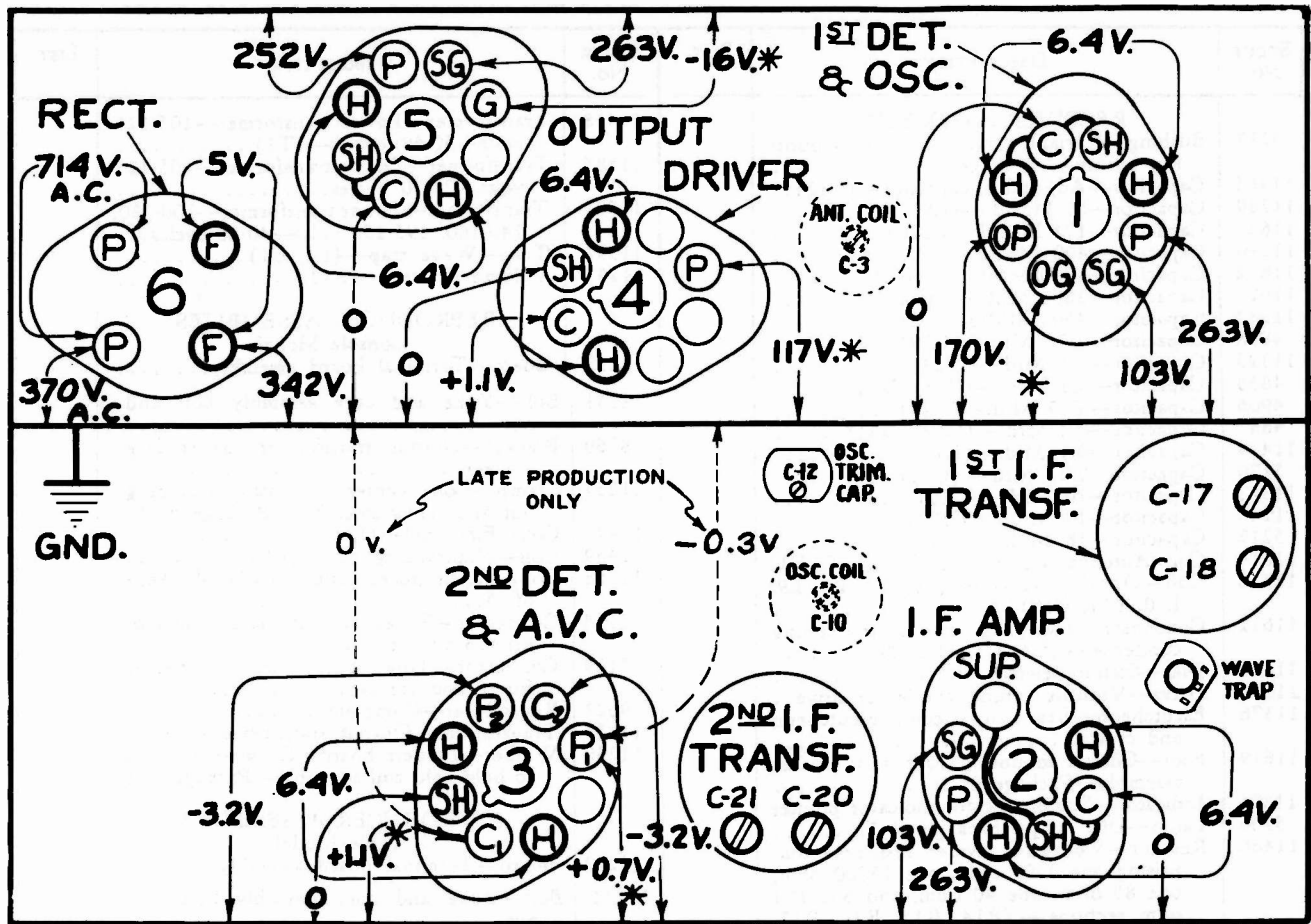 252V.
263V.
-16V.*
1ST DET.
& OSC.
6.4V.
P
SG
G
H
5
SH
C
H
RECT.
714V.
A.C.
5V.
P
F
6
P
F
370V.
A.C.
342V.
6.4V.
0
OUTPUT
DRIVER
6.4V.
H
SH
P
4
C
H
0
+1.1V.
117V.*
ANT. COIL
C-3
C
SH
H
H
1
OP
P
OG
SG
0
170V.
*
103V.
263V.
GND.
LATE PRODUCTION
ONLY
0 V.
-0.3V
C-12
OSC.
TRIM.
CAP.
OSC. COIL
C-10
1ST I.F.
TRANSF.
C-17
C-18
2ND DET.
& A.V.C.
P2
C2
H
P1
3
SH
C1
H
-3.2V.
6.4V.
+1.1V.
*
0
+0.7V.
*
-3.2V.
2ND I.F.
TRANSF.
C-21 C-20
I.F. AMP.
SUP.
SG
H
2
P
C
H
SH
103V.
263V.
6.4V.
0
WAVE
TRAP